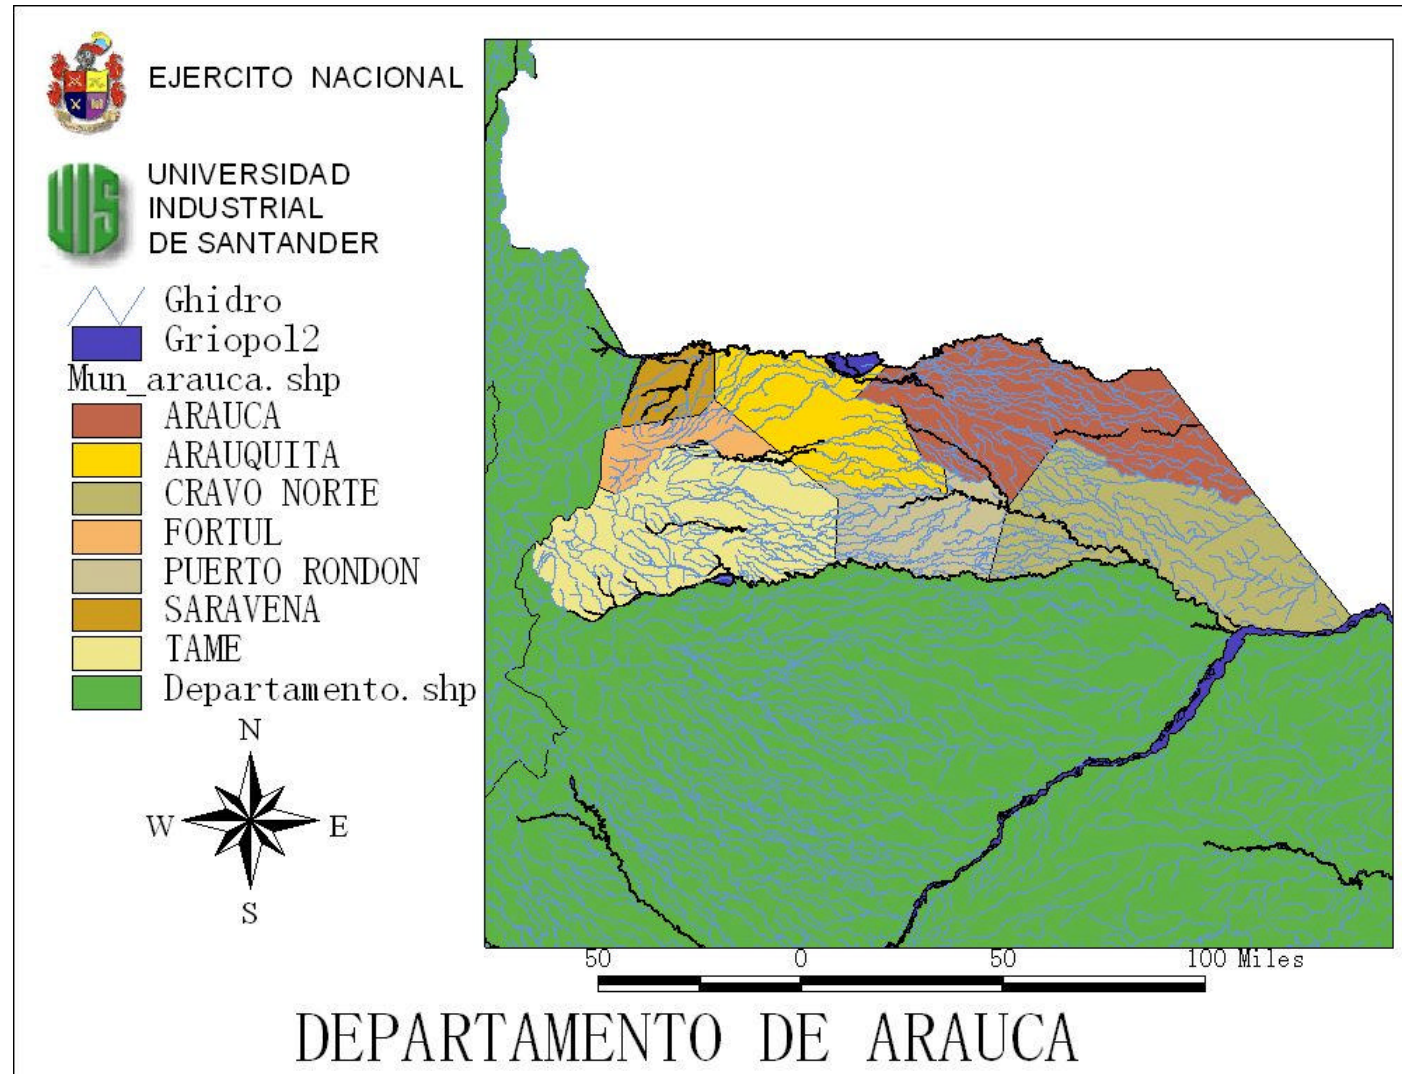 EJERCITO NACIONAL
UIS
UNIVERSIDAD
INDUSTRIAL
DE SANTANDER
Ghidro
Griopol2
Mun_arauca.shp
ARAUCA
ARAUQUITA
CRAVO NORTE
FORTUL
PUERTO RONDON
SARAVENA
TAME
Departamento.shp
N
W E
S
50 0 50 100 Miles
DEPARTAMENTO DE ARAUCA